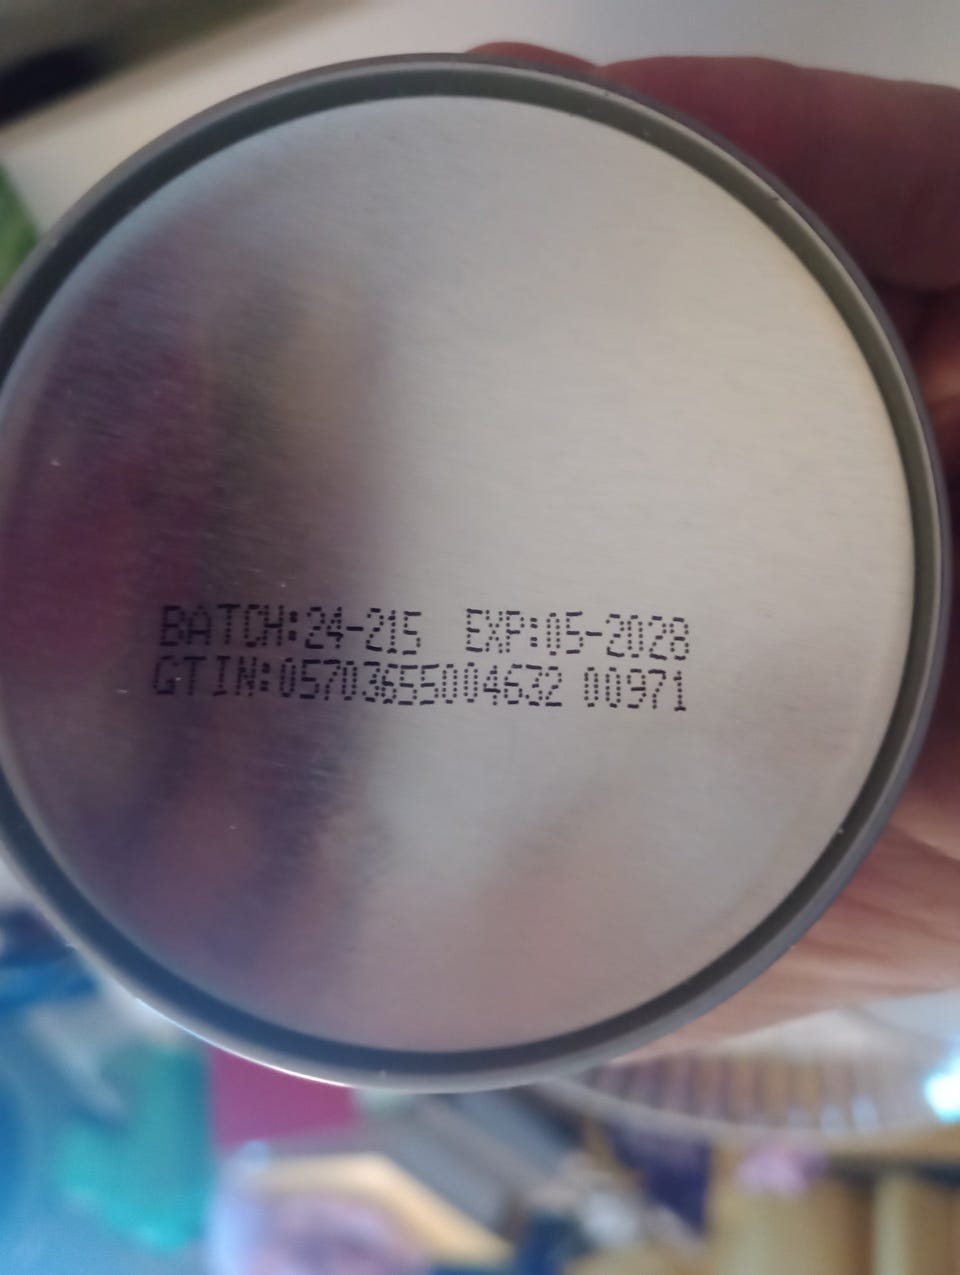 BATCH:24-215 EXP:05-2028
GTIN:05703655004632 00971